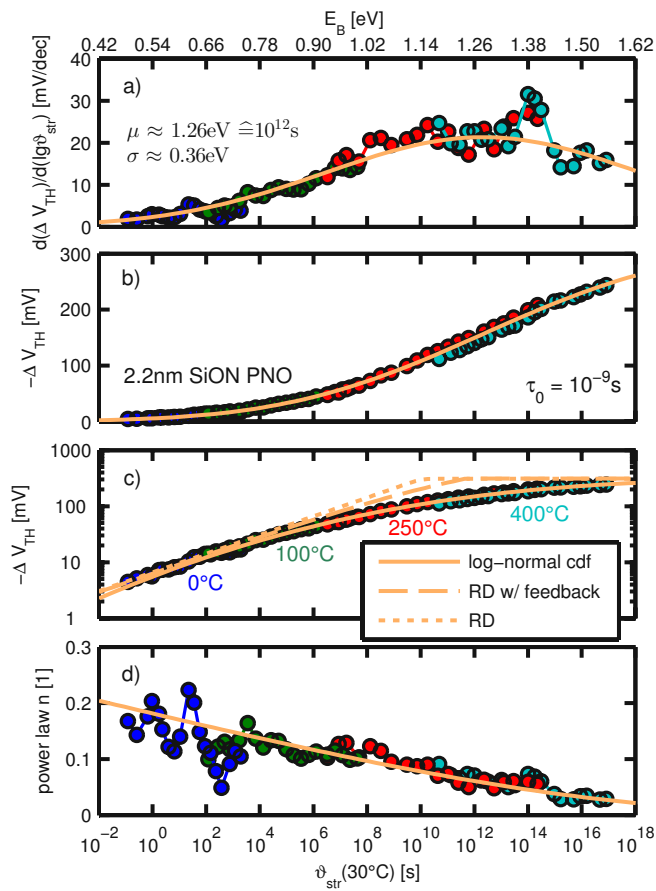 E_B [eV]
0.42 0.54 0.66 0.78 0.90 1.02 1.14 1.26 1.38 1.50 1.62
d(Δ V_TH)/d(lgϑ_str) [mV/dec]
40
30
20
10
0
a)
μ ≈ 1.26eV ≙10^12s
σ ≈ 0.36eV
−Δ V_TH [mV]
300
200
100
0
b)
2.2nm SiON PNO
τ_0 = 10^−9s
−Δ V_TH [mV]
1000
100
10
1
c)
0°C
100°C
250°C
400°C
log−normal cdf
RD w/ feedback
RD
power law n [1]
0.3
0.2
0.1
0
d)
10^−2 10^0 10^2 10^4 10^6 10^8 10^10 10^12 10^14 10^16 10^18
ϑ_str(30°C) [s]